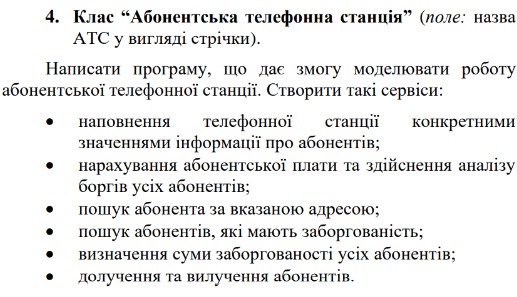 4. Клас “Абонентська телефонна станція” (поле: назва
АТС у вигляді стрічки).
Написати програму, що дає змогу моделювати роботу
абонентської телефонної станції. Створити такі сервіси:
• наповнення телефонної станції конкретними
значеннями інформації про абонентів;
• нарахування абонентської плати та здійснення аналізу
боргів усіх абонентів;
• пошук абонента за вказаною адресою;
• пошук абонентів, які мають заборгованість;
• визначення суми заборгованості усіх абонентів;
• долучення та вилучення абонентів.